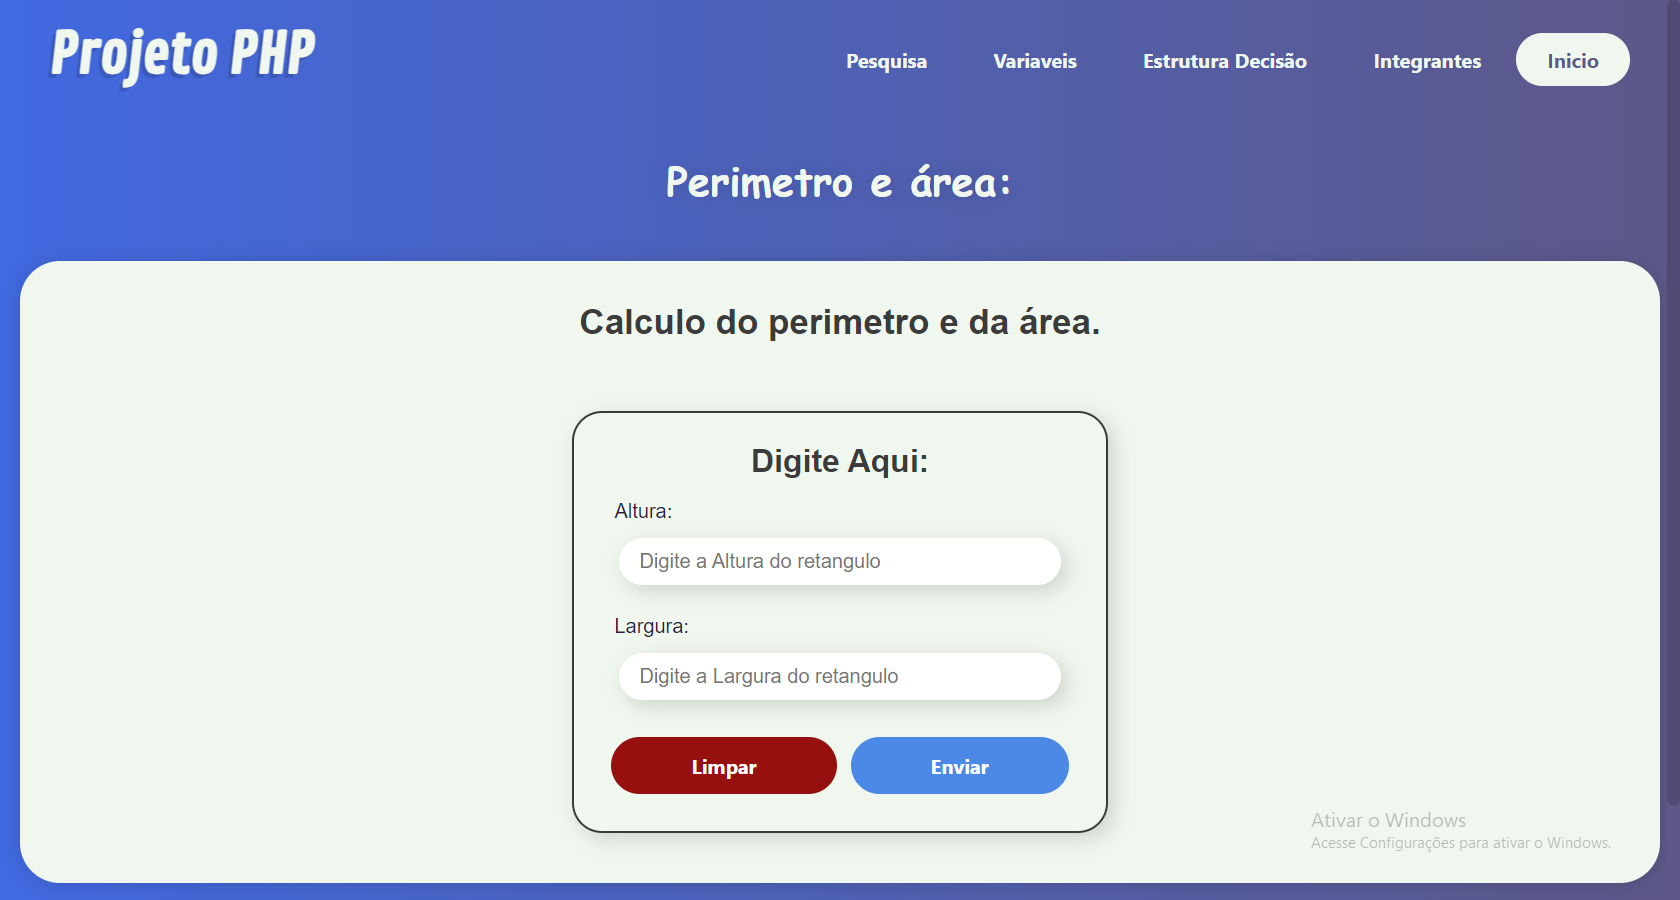 Projeto PHP
Pesquisa
Variaveis
Estrutura Decisão
Integrantes
Inicio
Perimetro e área:
Calculo do perimetro e da área.
Digite Aqui:
Altura:
Digite a Altura do retangulo
Largura:
Digite a Largura do retangulo
Limpar
Enviar
Ativar o Windows
Acesse Configurações para ativar o Windows.